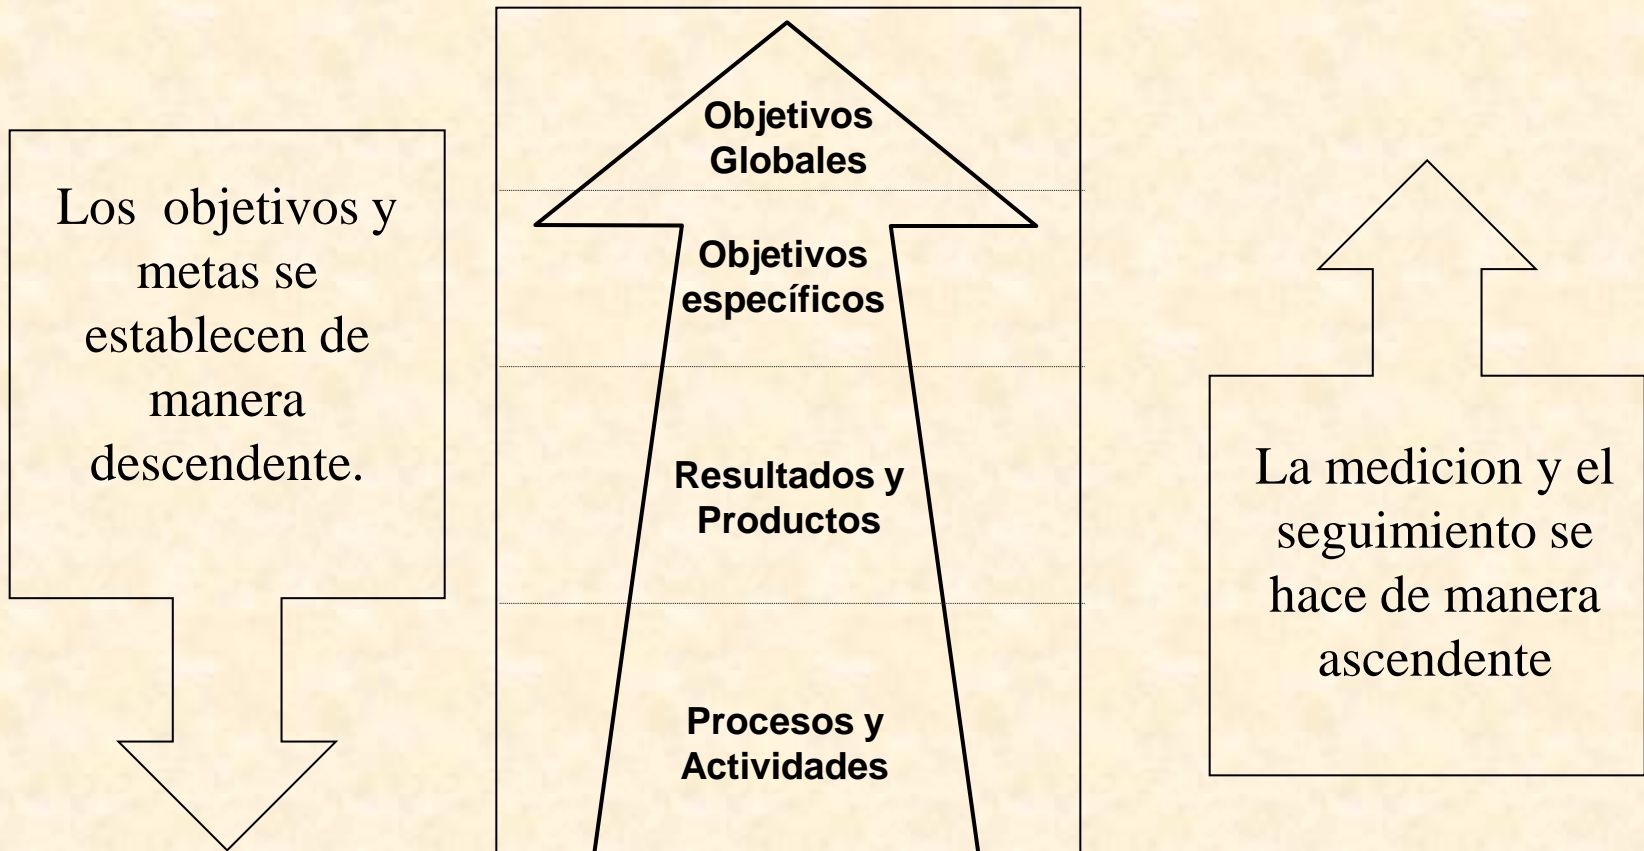 Los objetivos y
metas se
establecen de
manera
descendente.
Objetivos
Globales
Objetivos
específicos
Resultados y
Productos
Procesos y
Actividades
La medicion y el
seguimiento se
hace de manera
ascendente